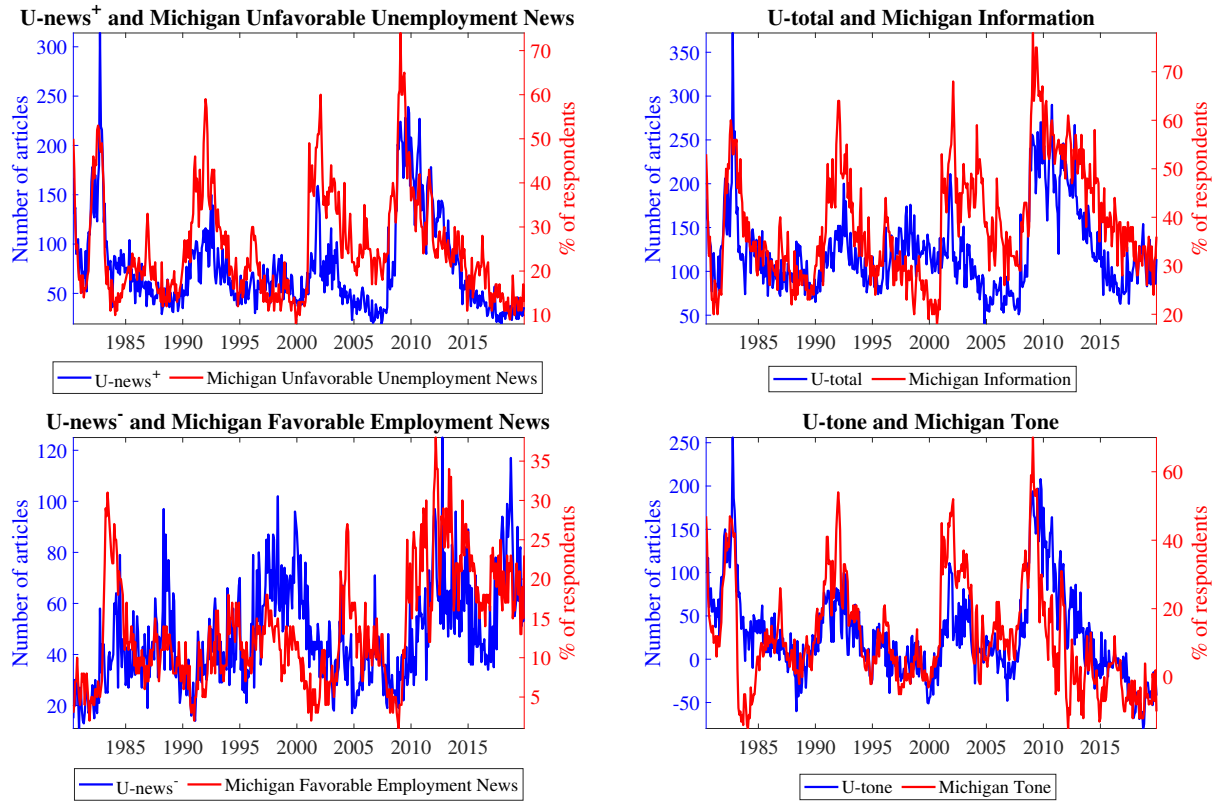 U-news+ and Michigan Unfavorable Unemployment News
Number of articles
300
250
200
150
100
50
% of respondents
70
60
50
40
30
20
10
1985 1990 1995 2000 2005 2010 2015
U-news+ Michigan Unfavorable Unemployment News
U-total and Michigan Information
Number of articles
350
300
250
200
150
100
50
% of respondents
70
60
50
40
30
20
1985 1990 1995 2000 2005 2010 2015
U-total Michigan Information
U-news- and Michigan Favorable Employment News
Number of articles
120
100
80
60
40
20
% of respondents
35
30
25
20
15
10
5
1985 1990 1995 2000 2005 2010 2015
U-news- Michigan Favorable Employment News
U-tone and Michigan Tone
Number of articles
250
200
150
100
50
0
-50
% of respondents
60
40
20
0
1985 1990 1995 2000 2005 2010 2015
U-tone Michigan Tone